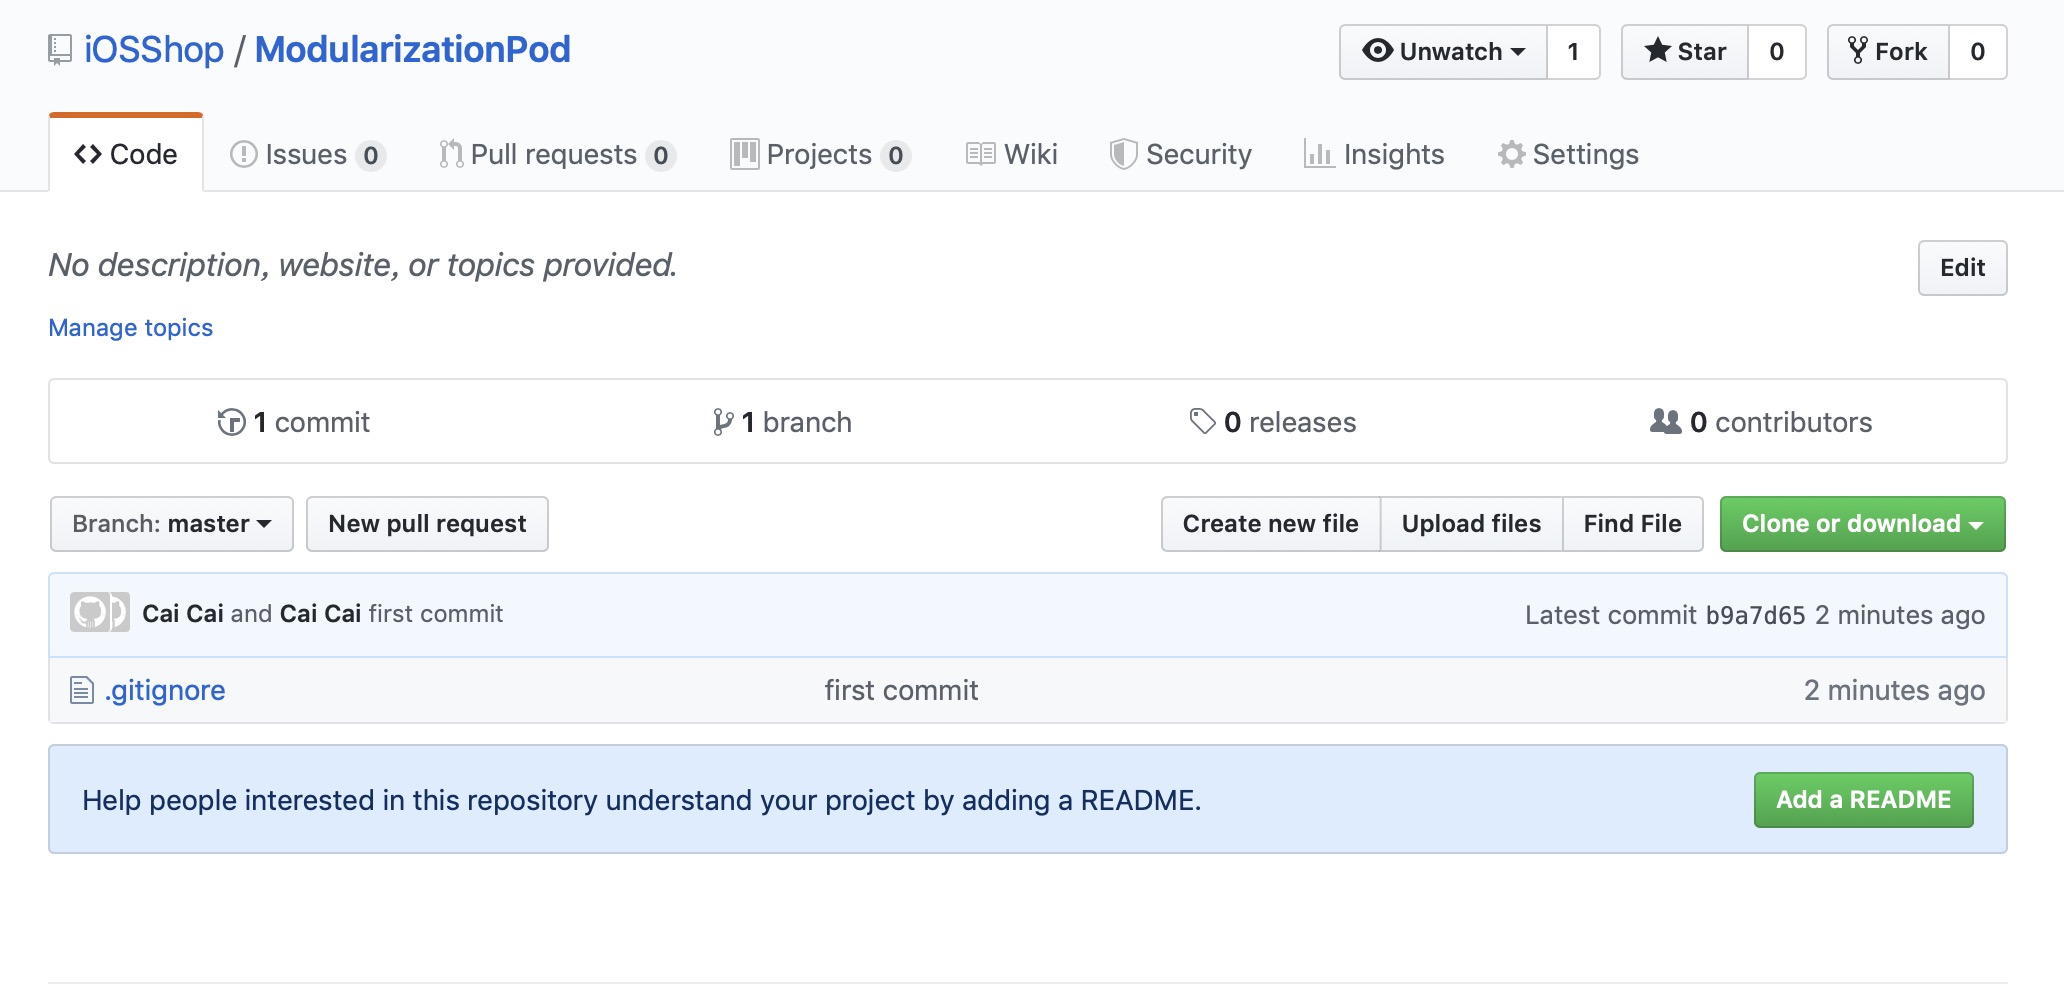 iOSShop / ModularizationPod
Unwatch 1 Star 0 Fork 0
Code Issues 0 Pull requests 0 Projects 0 Wiki Security Insights Settings
No description, website, or topics provided.
Edit
Manage topics
1 commit 1 branch 0 releases 0 contributors
Branch: master New pull request Create new file Upload files Find File Clone or download
Cai Cai and Cai Cai first commit Latest commit b9a7d65 2 minutes ago
.gitignore first commit 2 minutes ago
Help people interested in this repository understand your project by adding a README. Add a README